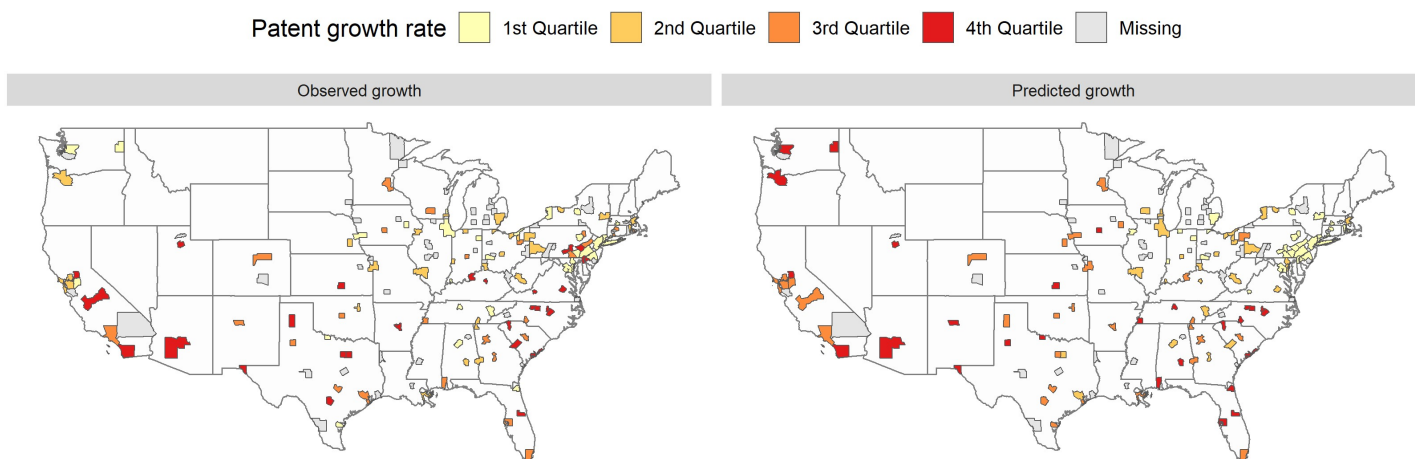 Patent growth rate 1st Quartile 2nd Quartile 3rd Quartile 4th Quartile Missing
Observed growth
Predicted growth